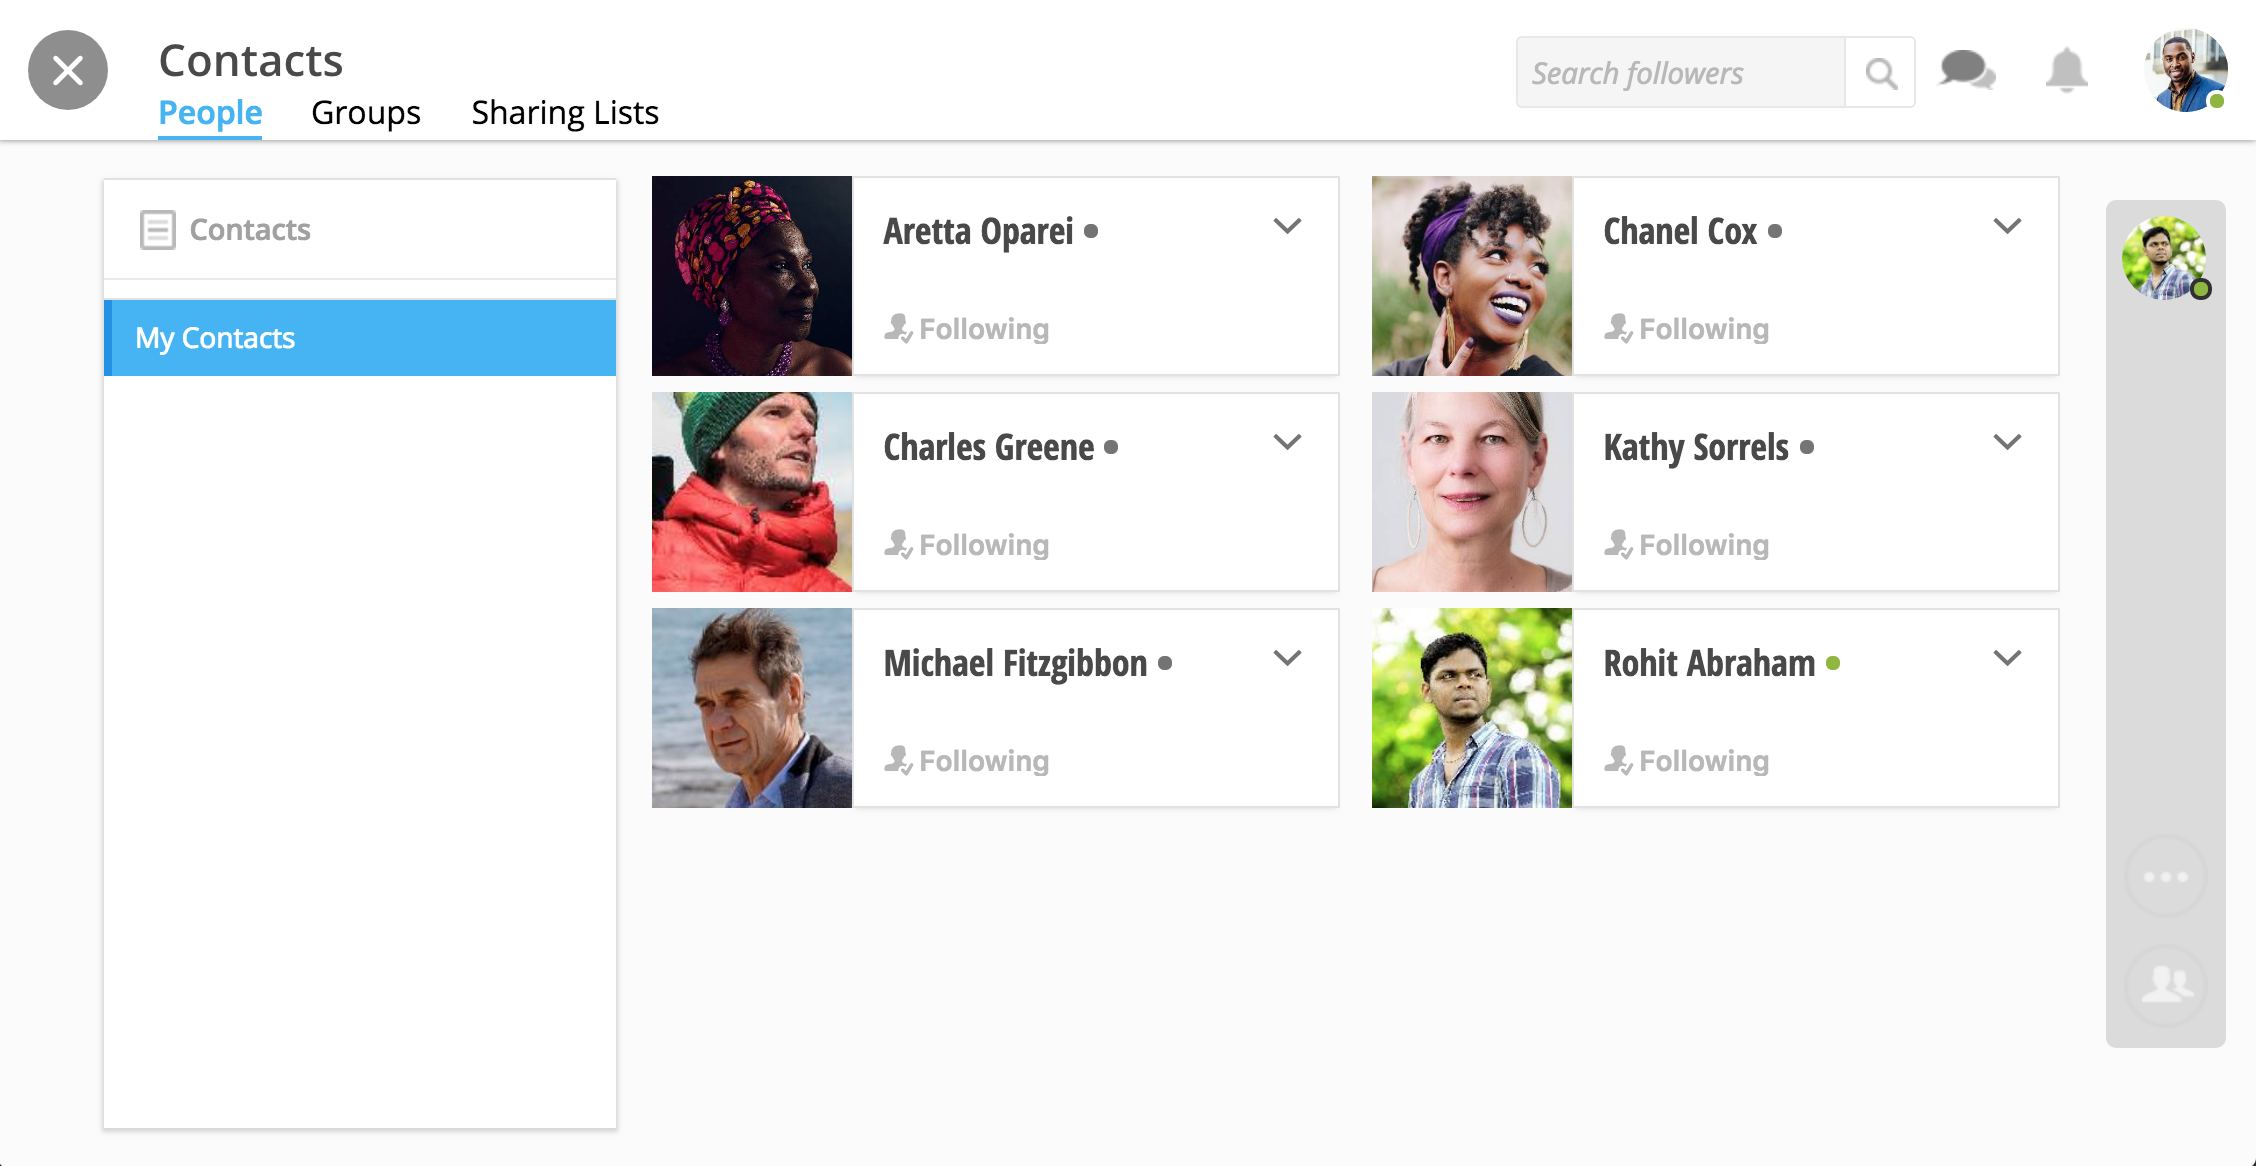 Contacts
People Groups Sharing Lists
Search followers
Contacts
My Contacts
Aretta Oparei
Following
Chanel Cox
Following
Charles Greene
Following
Kathy Sorrels
Following
Michael Fitzgibbon
Following
Rohit Abraham
Following